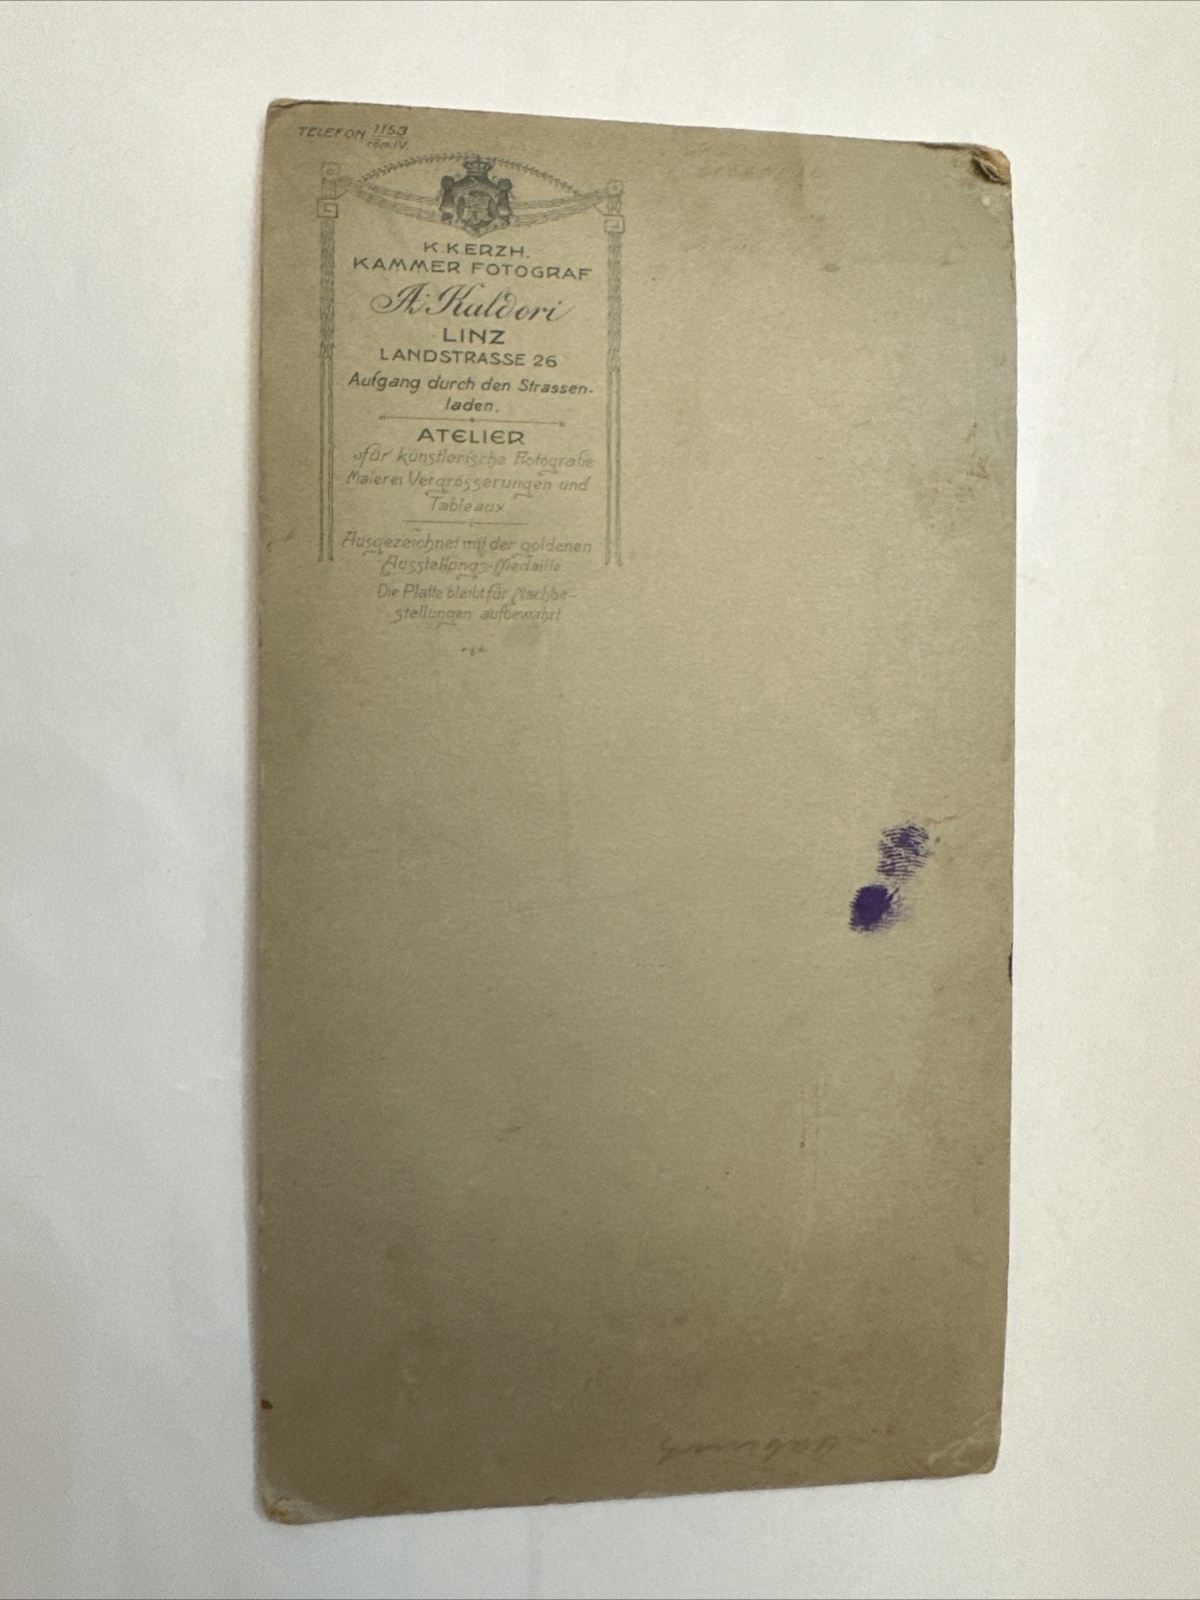 TELEFON 1153
röm.IV.
K.K.ERZH.
KAMMER FOTOGRAF
A. Kaldori
LINZ
LANDSTRASSE 26
Aufgang durch den Strassen-
laden.
ATELIER
für künstlerische Fotografie
Malerei Vergrösserungen und
Tableaux
Ausgezeichnet mit der goldenen
Ausstellungs-Medaille
Die Platte bleibt für Nachbe-
stellungen aufbewahrt